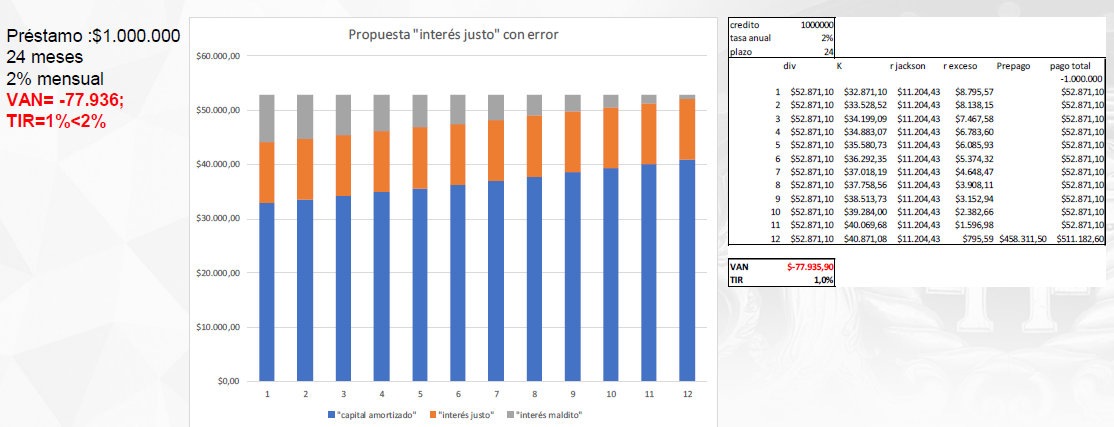 Préstamo :$1.000.000
24 meses
2% mensual
VAN= -77.936;
TIR=1%<2%
Propuesta "interés justo" con error
$60.000,00
$50.000,00
$40.000,00
$30.000,00
$20.000,00
$10.000,00
$0,00
1 2 3 4 5 6 7 8 9 10 11 12
"capital amortizado" "interés justo" "interés maldito"
credito 1000000
tasa anual 2%
plazo 24
div K r jackson r exceso Prepago pago total
-1.000.000
1 $52.871,10 $32.871,10 $11.204,43 $8.795,57 $52.871,10
2 $52.871,10 $33.528,52 $11.204,43 $8.138,15 $52.871,10
3 $52.871,10 $34.199,09 $11.204,43 $7.467,58 $52.871,10
4 $52.871,10 $34.883,07 $11.204,43 $6.783,60 $52.871,10
5 $52.871,10 $35.580,73 $11.204,43 $6.085,93 $52.871,10
6 $52.871,10 $36.292,35 $11.204,43 $5.374,32 $52.871,10
7 $52.871,10 $37.018,19 $11.204,43 $4.648,47 $52.871,10
8 $52.871,10 $37.758,56 $11.204,43 $3.908,11 $52.871,10
9 $52.871,10 $38.513,73 $11.204,43 $3.152,94 $52.871,10
10 $52.871,10 $39.284,00 $11.204,43 $2.382,66 $52.871,10
11 $52.871,10 $40.069,68 $11.204,43 $1.596,98 $52.871,10
12 $52.871,10 $40.871,08 $11.204,43 $795,59 $458.311,50 $511.182,60
VAN $-77.935,90
TIR 1,0%